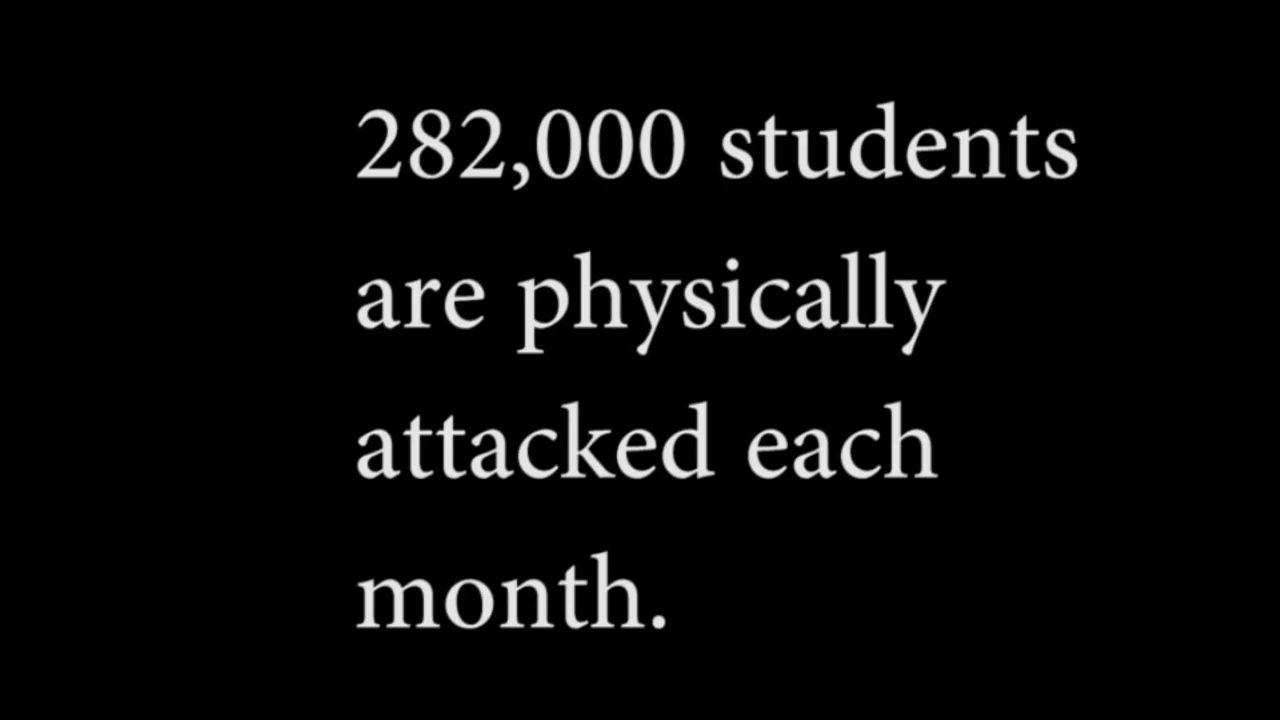 282,000 students
are physically
attacked each
month.